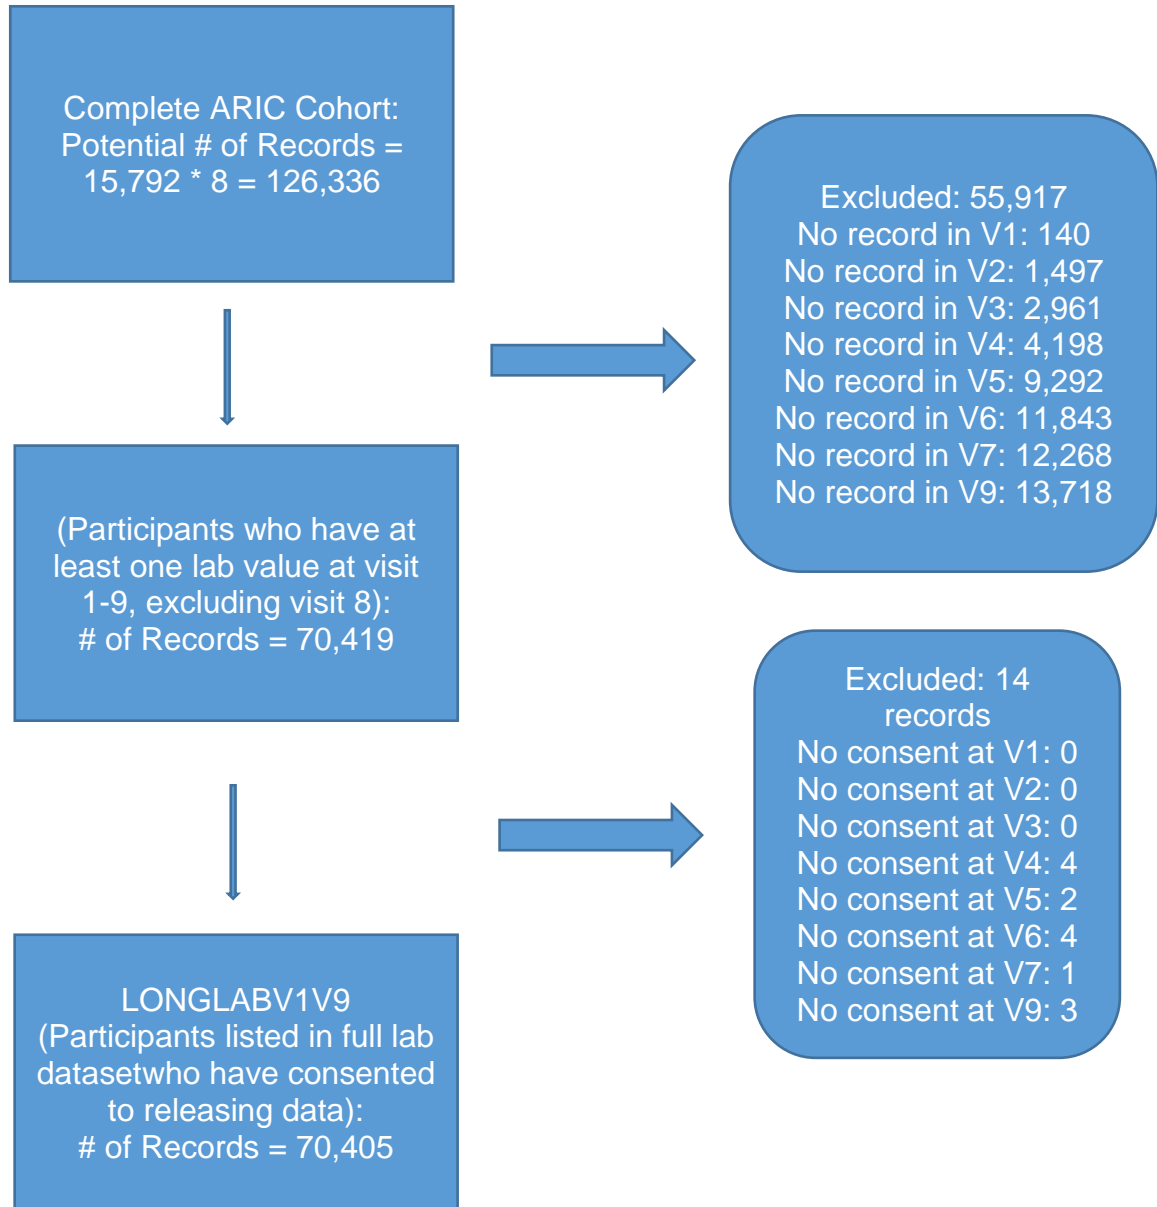 Complete ARIC Cohort:
Potential # of Records =
15,792 * 8 = 126,336
Excluded: 55,917
No record in V1: 140
No record in V2: 1,497
No record in V3: 2,961
No record in V4: 4,198
No record in V5: 9,292
No record in V6: 11,843
No record in V7: 12,268
No record in V9: 13,718
(Participants who have at
least one lab value at visit
1-9, excluding visit 8):
# of Records = 70,419
Excluded: 14
records
No consent at V1: 0
No consent at V2: 0
No consent at V3: 0
No consent at V4: 4
No consent at V5: 2
No consent at V6: 4
No consent at V7: 1
No consent at V9: 3
LONGLABV1V9
(Participants listed in full lab
datasetwho have consented
to releasing data):
# of Records = 70,405